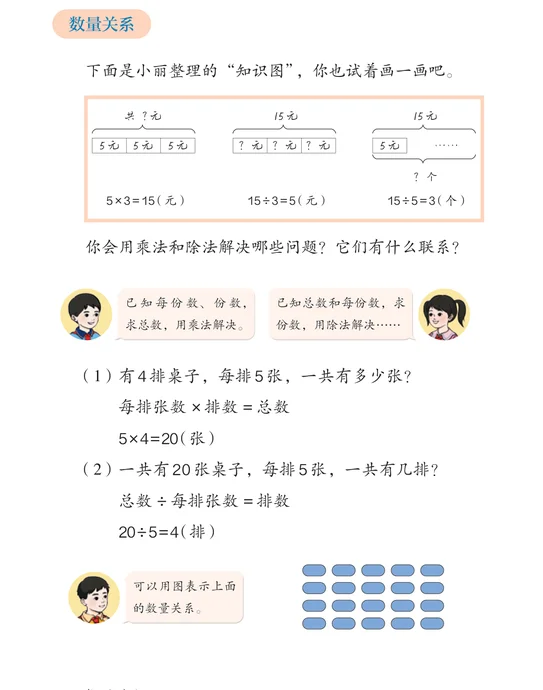 数量关系
下面是小丽整理的“知识图”，你也试着画一画吧。
共 ？元 15元 15元
5元 5元 5元 ？元 ？元 ？元 5元 ……
？个
5×3=15(元) 15÷3=5(元) 15÷5=3(个)
你会用乘法和除法解决哪些问题？它们有什么联系？
已知每份数、份数，
求总数，用乘法解决。
已知总数和每份数，求
份数，用除法解决……
（1）有4排桌子，每排5张，一共有多少张？
每排张数×排数=总数
5×4=20(张)
（2）一共有20张桌子，每排5张，一共有几排？
总数÷每排张数=排数
20÷5=4(排)
可以用图表示上面
的数量关系。